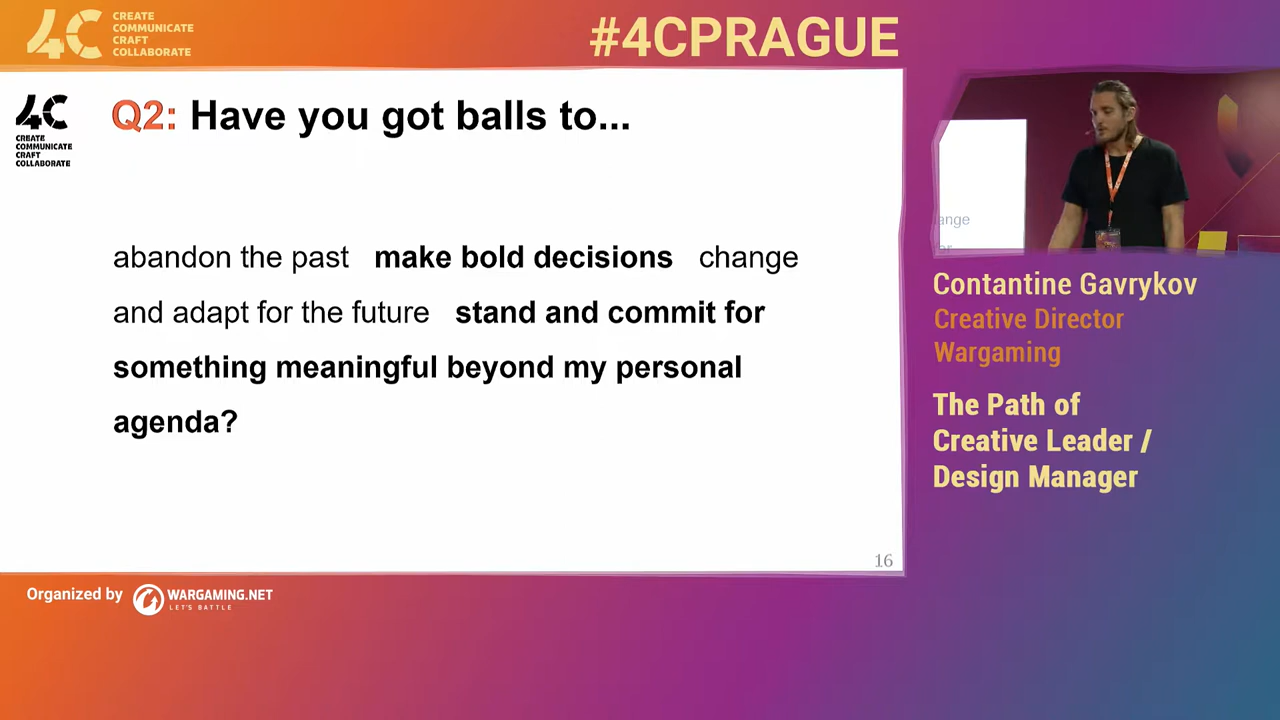 4C
CREATE
COMMUNICATE
CRAFT
COLLABORATE
#4CPRAGUE
4C
CREATE
COMMUNICATE
CRAFT
COLLABORATE
Q2: Have you got balls to...
abandon the past make bold decisions change
and adapt for the future stand and commit for
something meaningful beyond my personal
agenda?
16
ange
for
Contantine Gavrykov
Creative Director
Wargaming
The Path of
Creative Leader /
Design Manager
Organized by
WARGAMING.NET
LET'S BATTLE